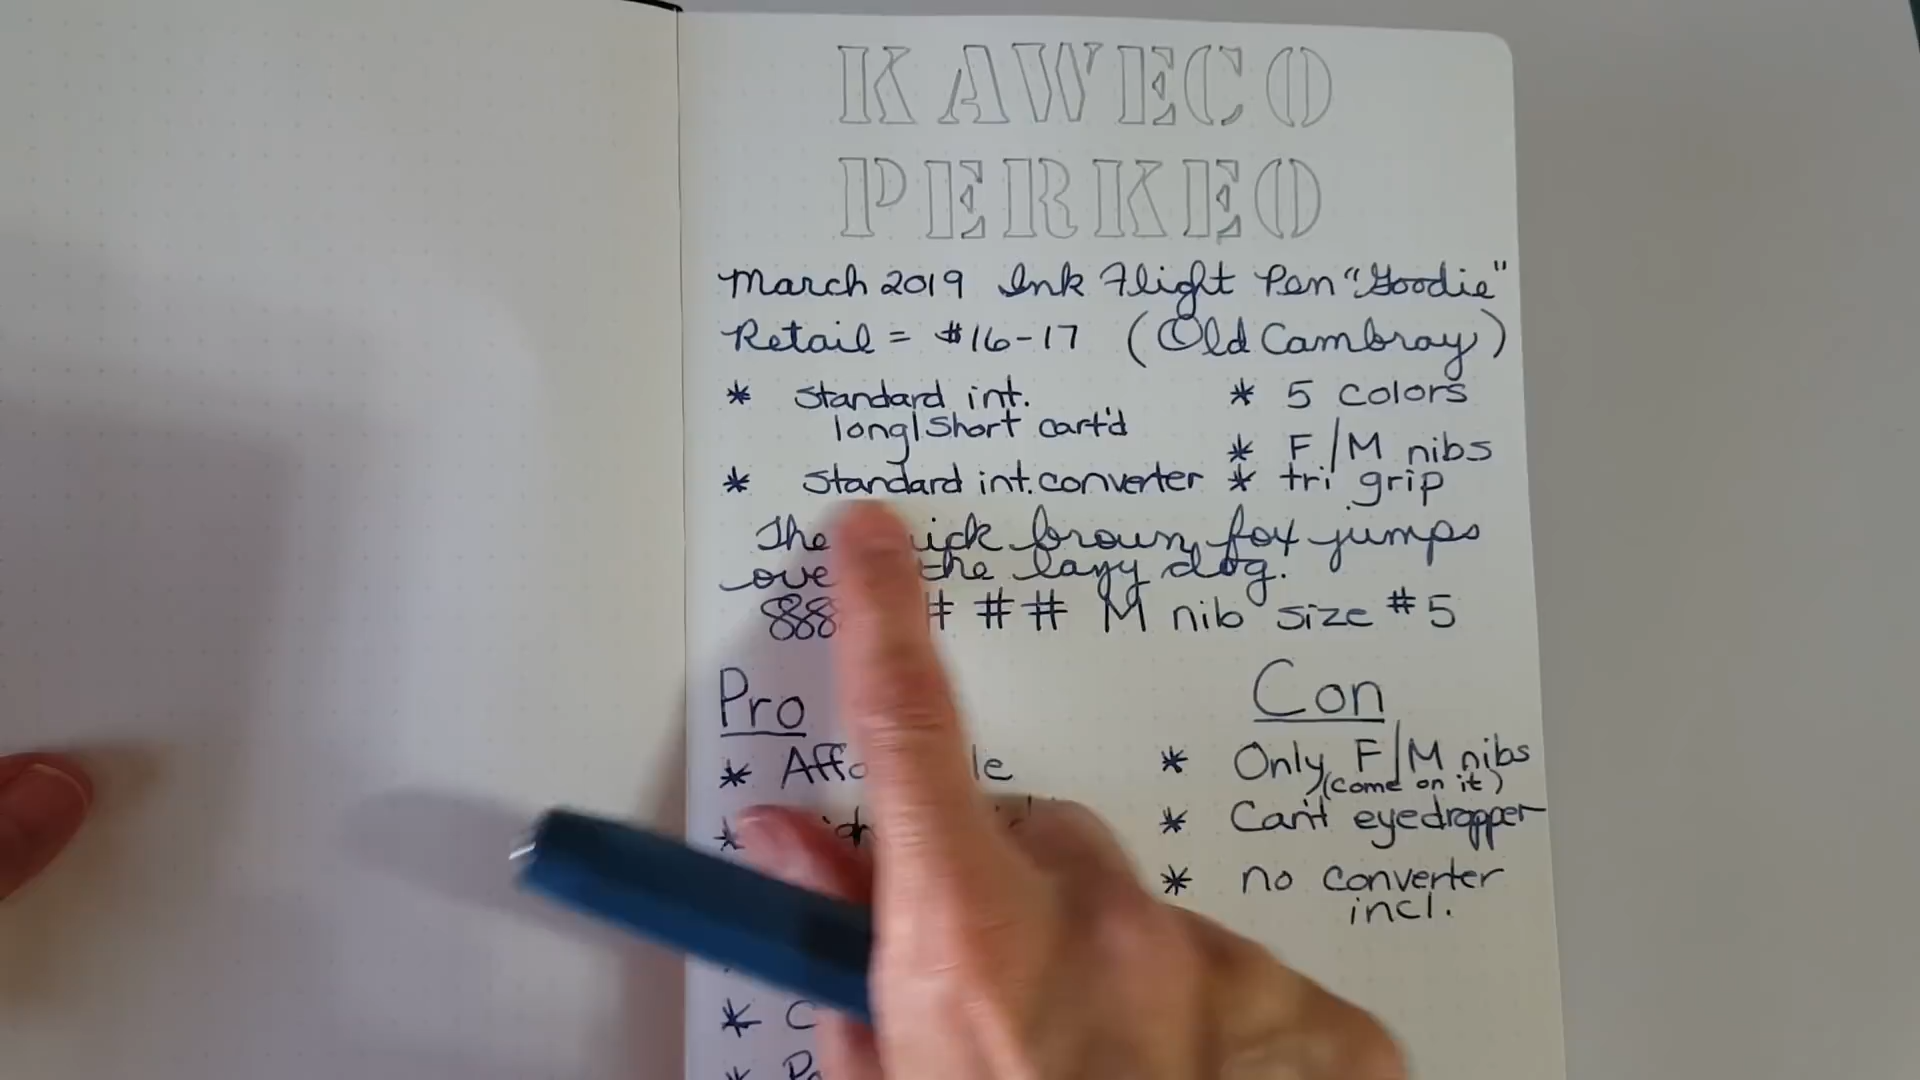 KAWECO
PERKEO
March 2019 Ink Flight Pen "Goodie"
Retail = $16-17 (Old Cambray)
* Standard int.
long/short cart'd
* Standard int. converter
* 5 colors
* F/M nibs
* tri grip
The brown fox jumps
the lazy dog.
# ## M nib size #5
Pro
*
*
* C
*
Con
* Only F/M nibs
(come on it)
* Can't eyedropper
* no converter
incl.